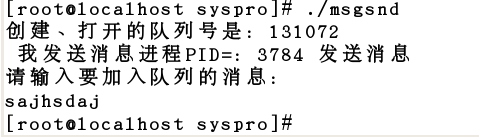 [root@localhost syspro]# ./msgsnd
创建、打开的队列号是: 131072
我发送消息进程PID=: 3784 发送消息
请输入要加入队列的消息:
sajhsdaj
[root@localhost syspro]#